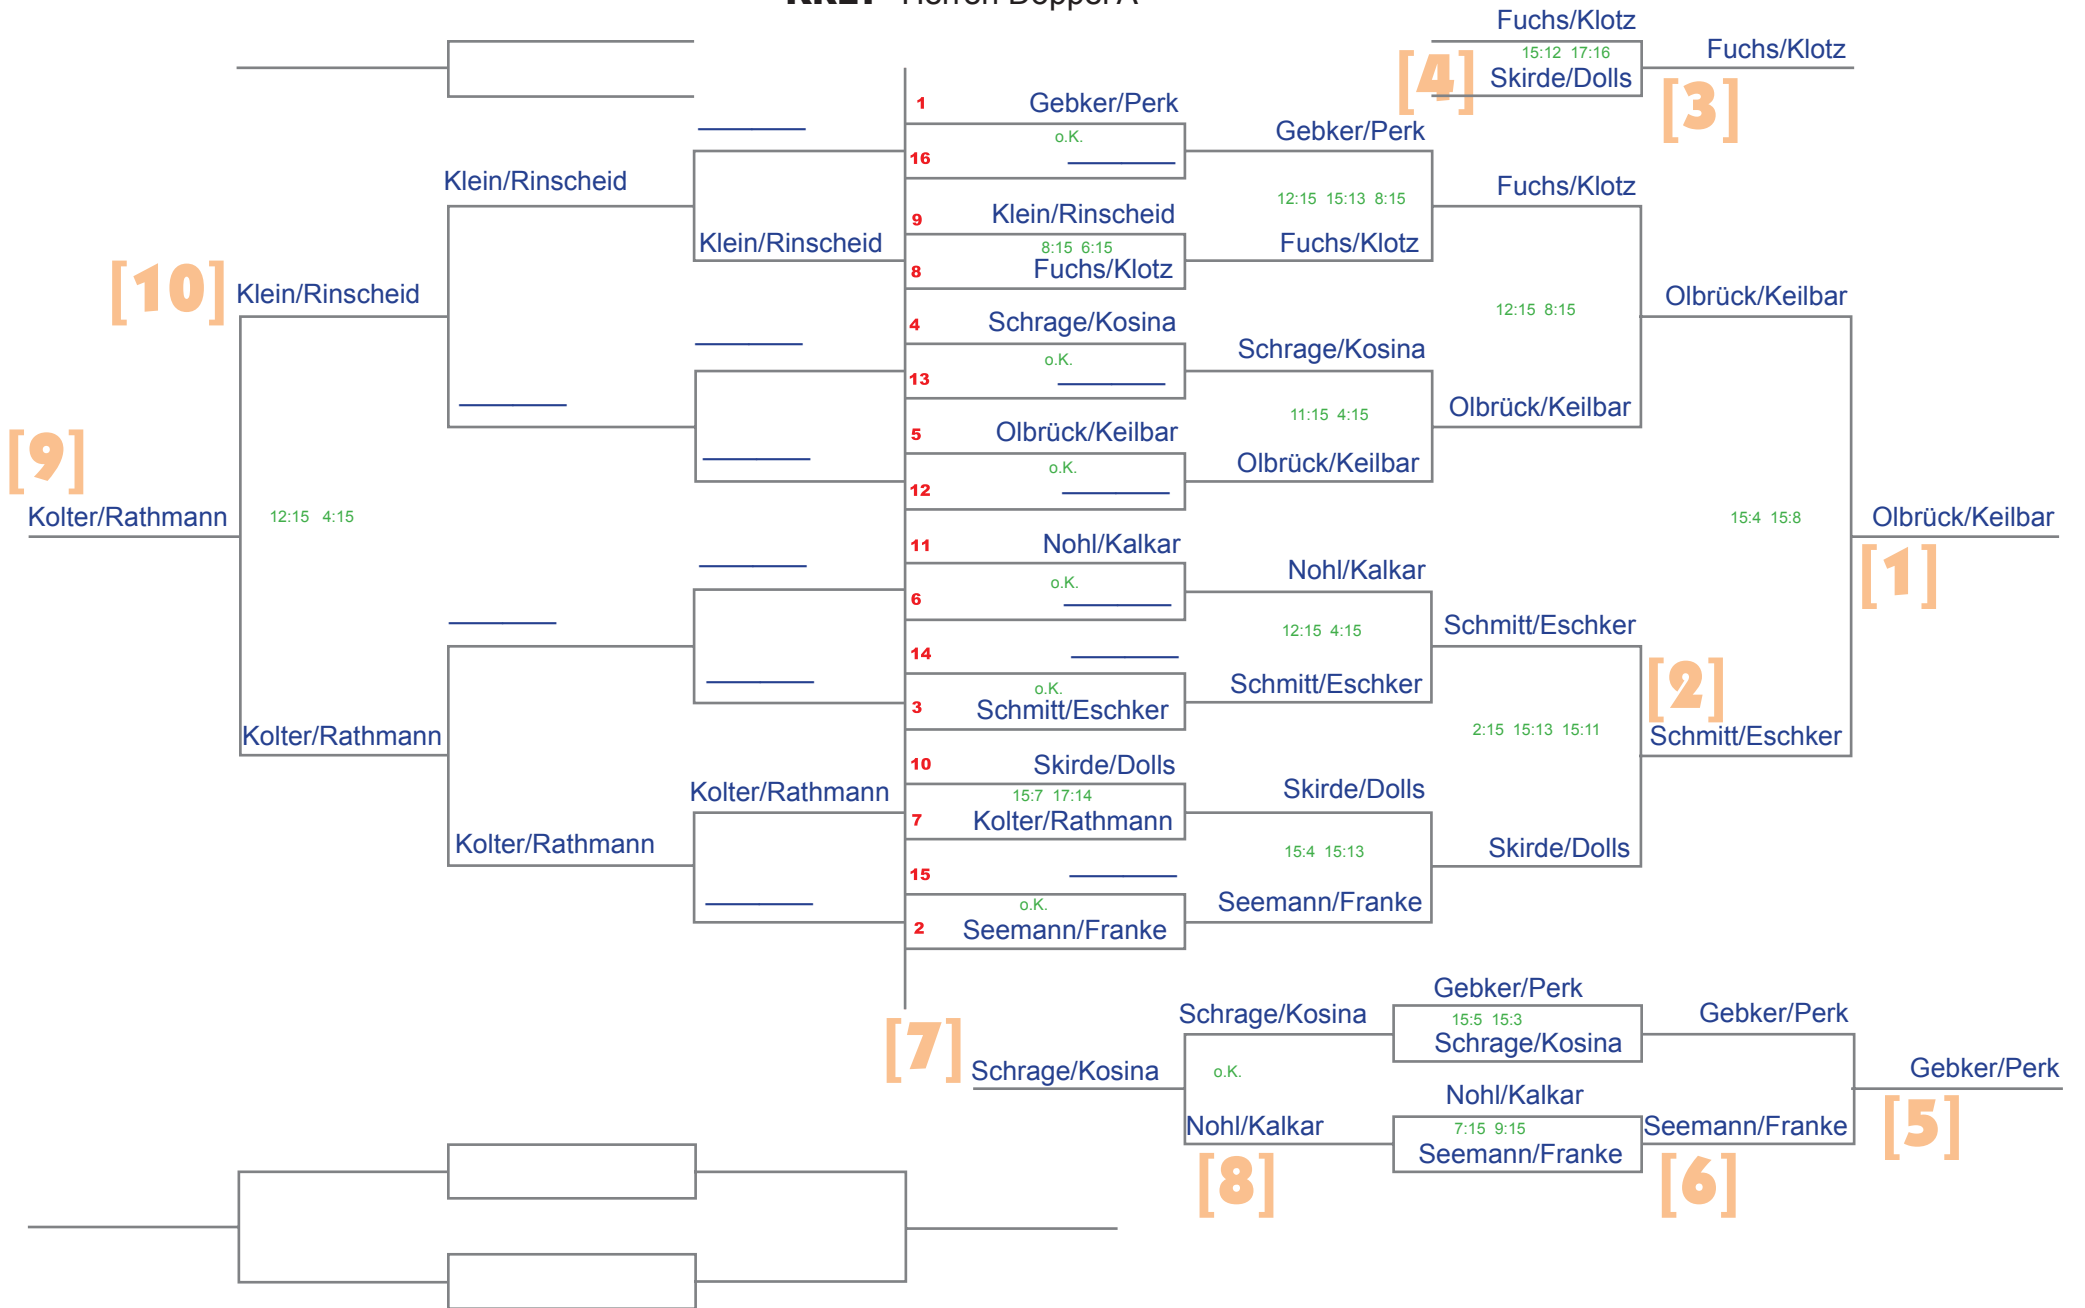 Herren Doppel A
Fuchs/Klotz
15:12 17:16
Fuchs/Klotz
[4]
Skirde/Dolls
[3]
1
Gebker/Perk
o.K.
16
Gebker/Perk
Klein/Rinscheid
12:15 15:13 8:15
Fuchs/Klotz
9
Klein/Rinscheid
Klein/Rinscheid
8:15 6:15
Fuchs/Klotz
8
Fuchs/Klotz
[10]
Klein/Rinscheid
Olbrück/Keilbar
12:15 8:15
4
Schrage/Kosina
o.K.
13
Schrage/Kosina
11:15 4:15
Olbrück/Keilbar
5
Olbrück/Keilbar
o.K.
12
Olbrück/Keilbar
[9]
Kolter/Rathmann
12:15 4:15
15:4 15:8
Olbrück/Keilbar
[1]
11
Nohl/Kalkar
o.K.
6
Nohl/Kalkar
12:15 4:15
Schmitt/Eschker
14
o.K.
3
Schmitt/Eschker
Schmitt/Eschker
[2]
2:15 15:13 15:11
Schmitt/Eschker
Kolter/Rathmann
10
Skirde/Dolls
Kolter/Rathmann
15:7 17:14
7
Kolter/Rathmann
Skirde/Dolls
15:4 15:13
Skirde/Dolls
Kolter/Rathmann
15
o.K.
2
Seemann/Franke
Seemann/Franke
Gebker/Perk
Schrage/Kosina
15:5 15:3
Schrage/Kosina
Gebker/Perk
[7]
Schrage/Kosina
o.K.
Gebker/Perk
[5]
Nohl/Kalkar
Nohl/Kalkar
7:15 9:15
Seemann/Franke
Seemann/Franke
[8]
[6]